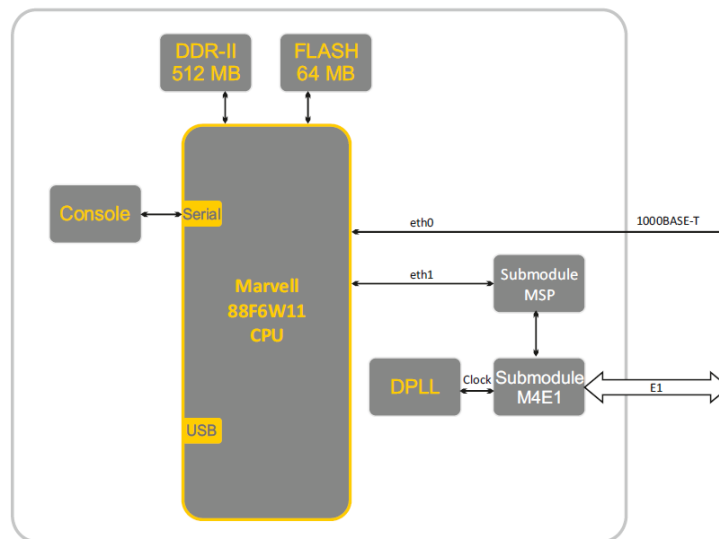 DDR-II
512 MB
FLASH
64 MB
Console
Serial
eth0
1000BASE-T
eth1
Submodule
MSP
Marvell
88F6W11
CPU
DPLL
Clock
Submodule
M4E1
E1
USB